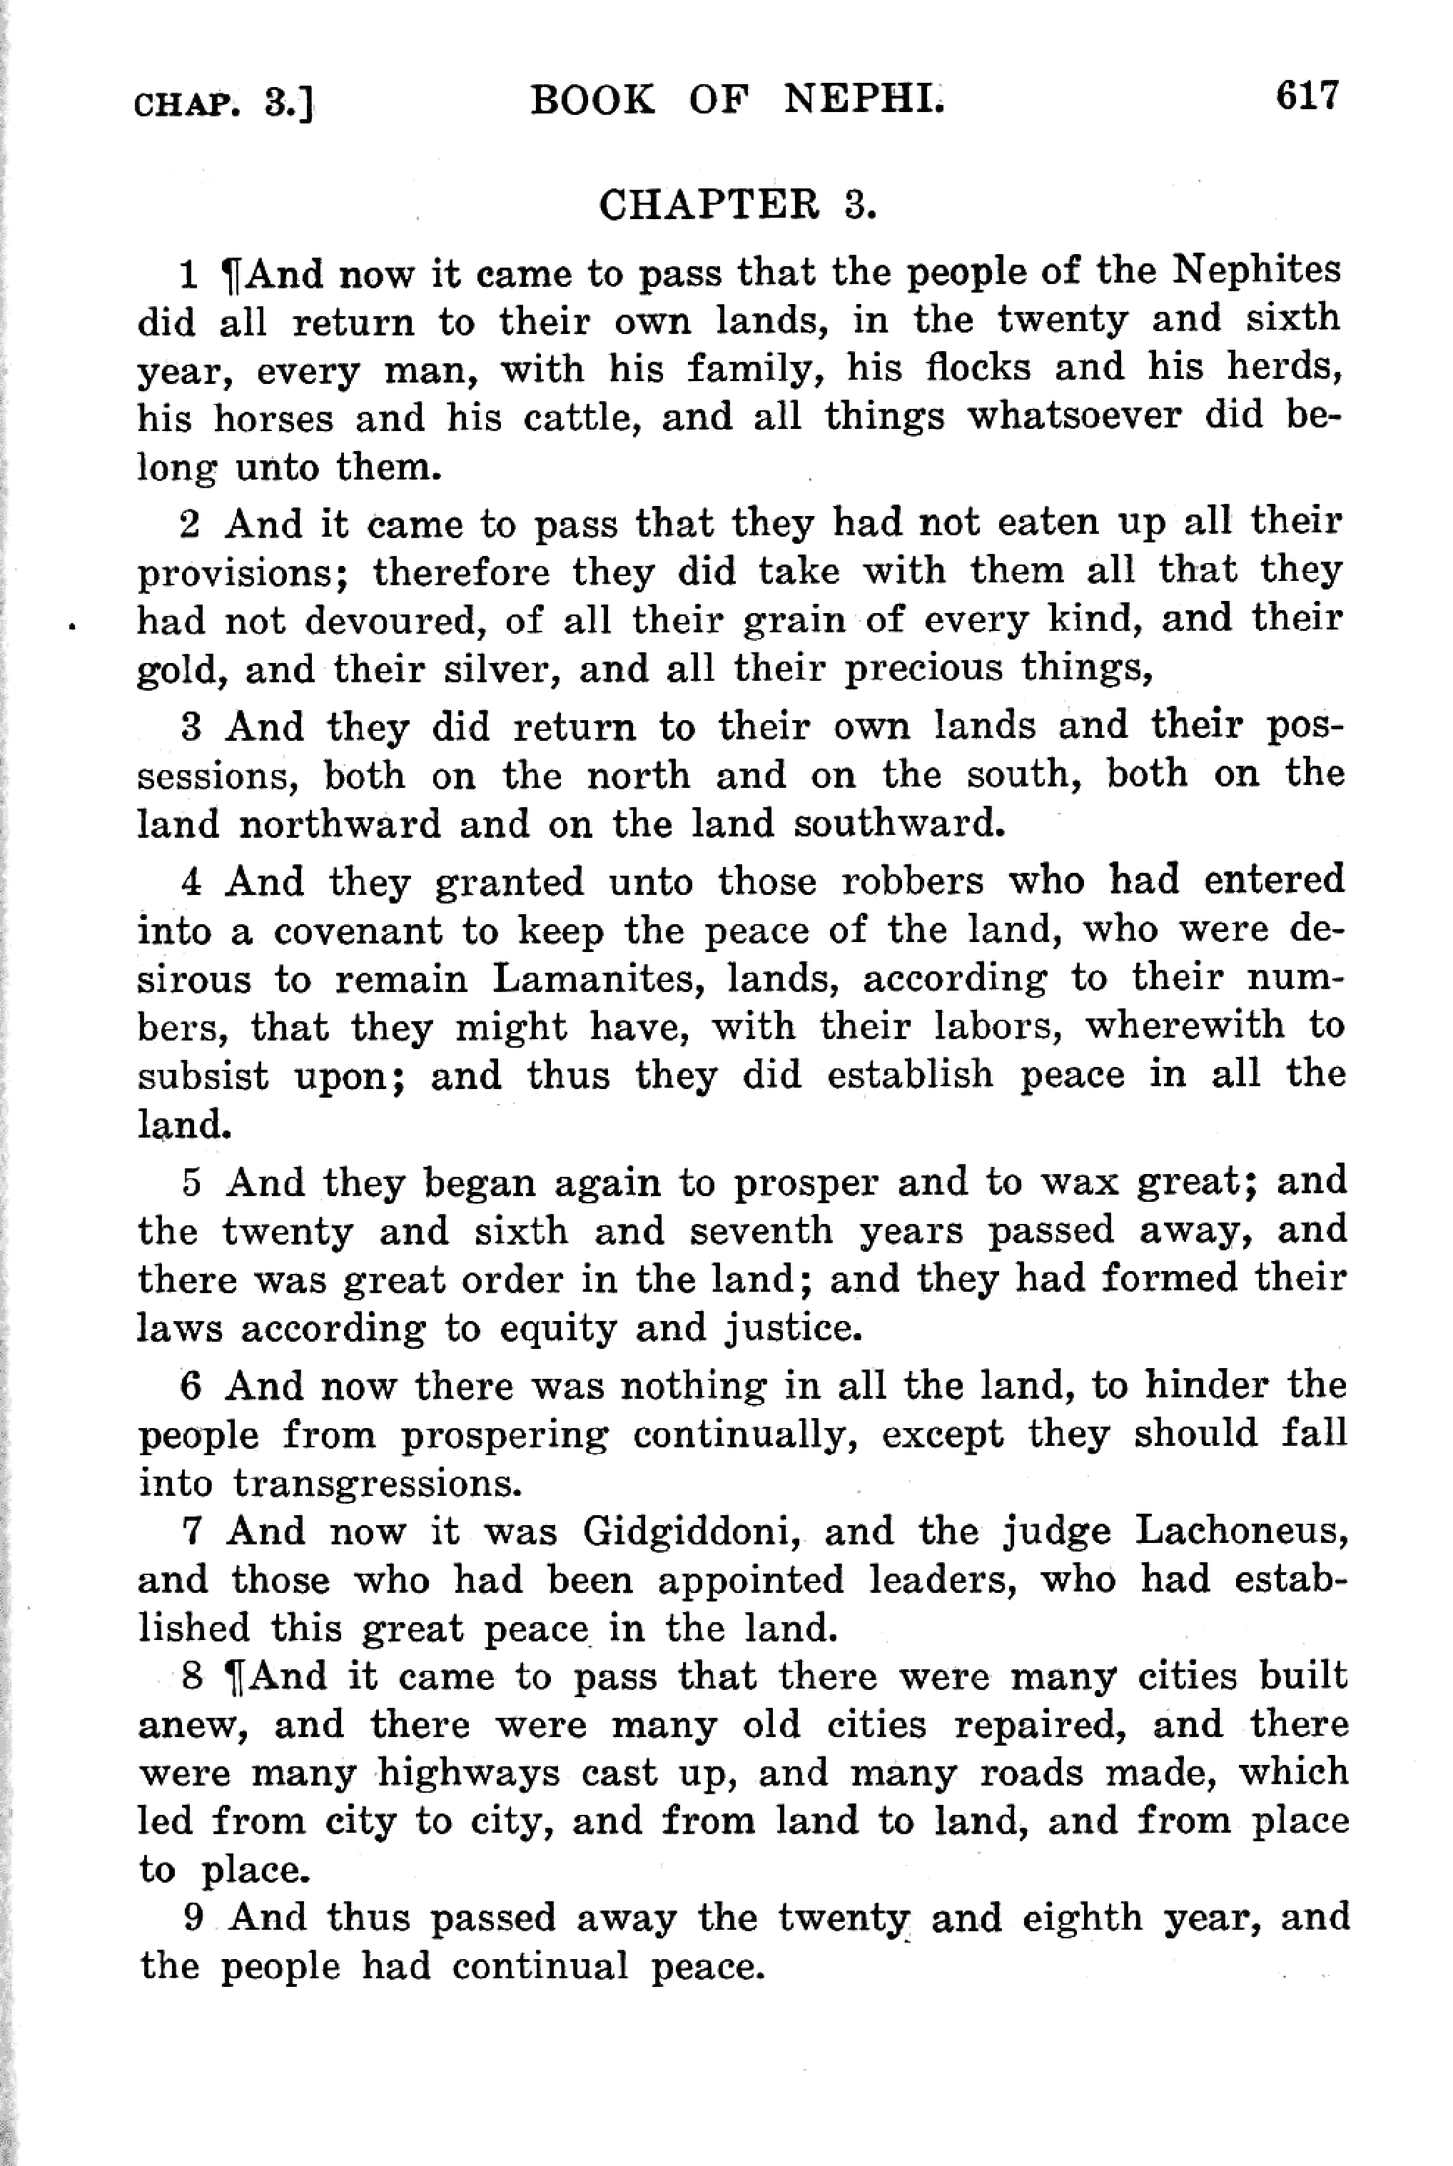 CHAP. 3.] BOOK OF NEPHI. 617
CHAPTER 3.
1 ¶And now it came to pass that the people of the Nephites
did all return to their own lands, in the twenty and sixth
year, every man, with his family, his flocks and his herds,
his horses and his cattle, and all things whatsoever did be-
long unto them.
2 And it came to pass that they had not eaten up all their
provisions; therefore they did take with them all that they
had not devoured, of all their grain of every kind, and their
gold, and their silver, and all their precious things,
3 And they did return to their own lands and their pos-
sessions, both on the north and on the south, both on the
land northward and on the land southward.
4 And they granted unto those robbers who had entered
into a covenant to keep the peace of the land, who were de-
sirous to remain Lamanites, lands, according to their num-
bers, that they might have, with their labors, wherewith to
subsist upon; and thus they did establish peace in all the
land.
5 And they began again to prosper and to wax great; and
the twenty and sixth and seventh years passed away, and
there was great order in the land; and they had formed their
laws according to equity and justice.
6 And now there was nothing in all the land, to hinder the
people from prospering continually, except they should fall
into transgressions.
7 And now it was Gidgiddoni, and the judge Lachoneus,
and those who had been appointed leaders, who had estab-
lished this great peace in the land.
8 ¶And it came to pass that there were many cities built
anew, and there were many old cities repaired, and there
were many highways cast up, and many roads made, which
led from city to city, and from land to land, and from place
to place.
9 And thus passed away the twenty and eighth year, and
the people had continual peace.